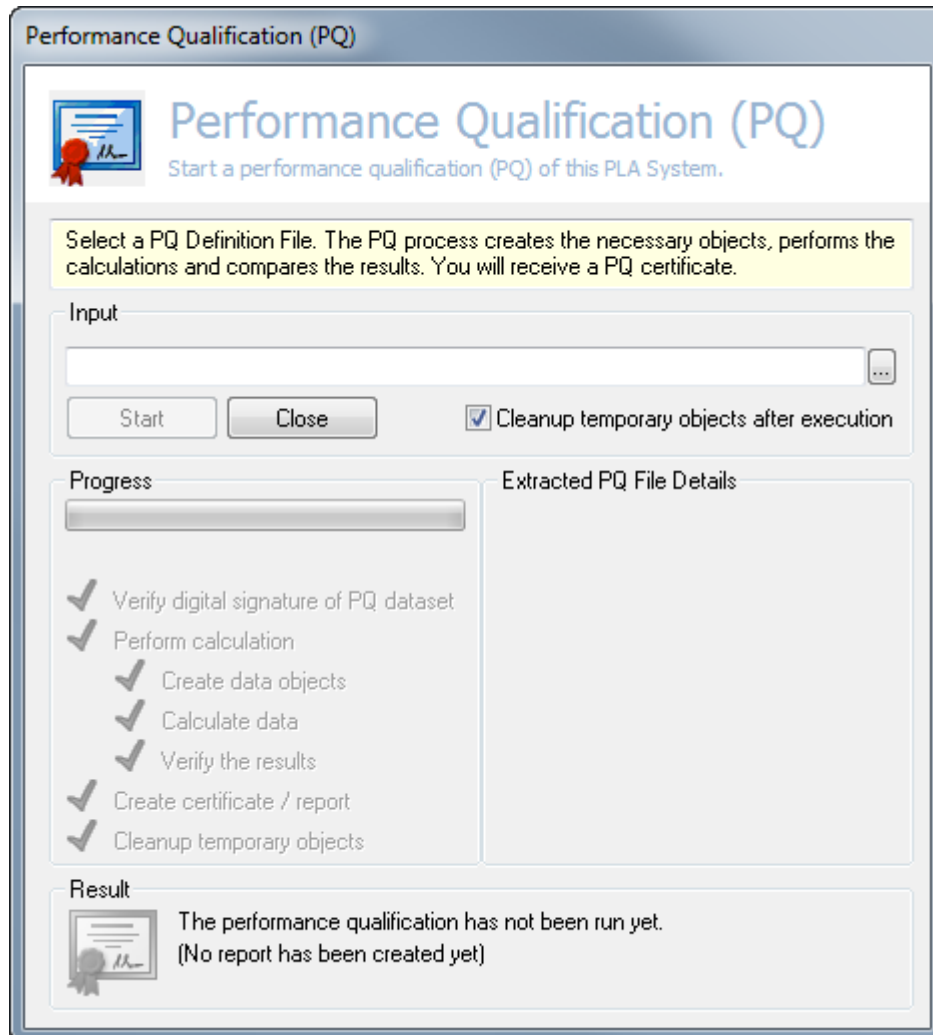 Performance Qualification (PQ)
Performance Qualification (PQ)
Start a performance qualification (PQ) of this PLA System.
Select a PQ Definition File. The PQ process creates the necessary objects, performs the
calculations and compares the results. You will receive a PQ certificate.
Input
...
Start
Close
Cleanup temporary objects after execution
Progress
Extracted PQ File Details
Verify digital signature of PQ dataset
Perform calculation
Create data objects
Calculate data
Verify the results
Create certificate / report
Cleanup temporary objects
Result
The performance qualification has not been run yet.
(No report has been created yet)